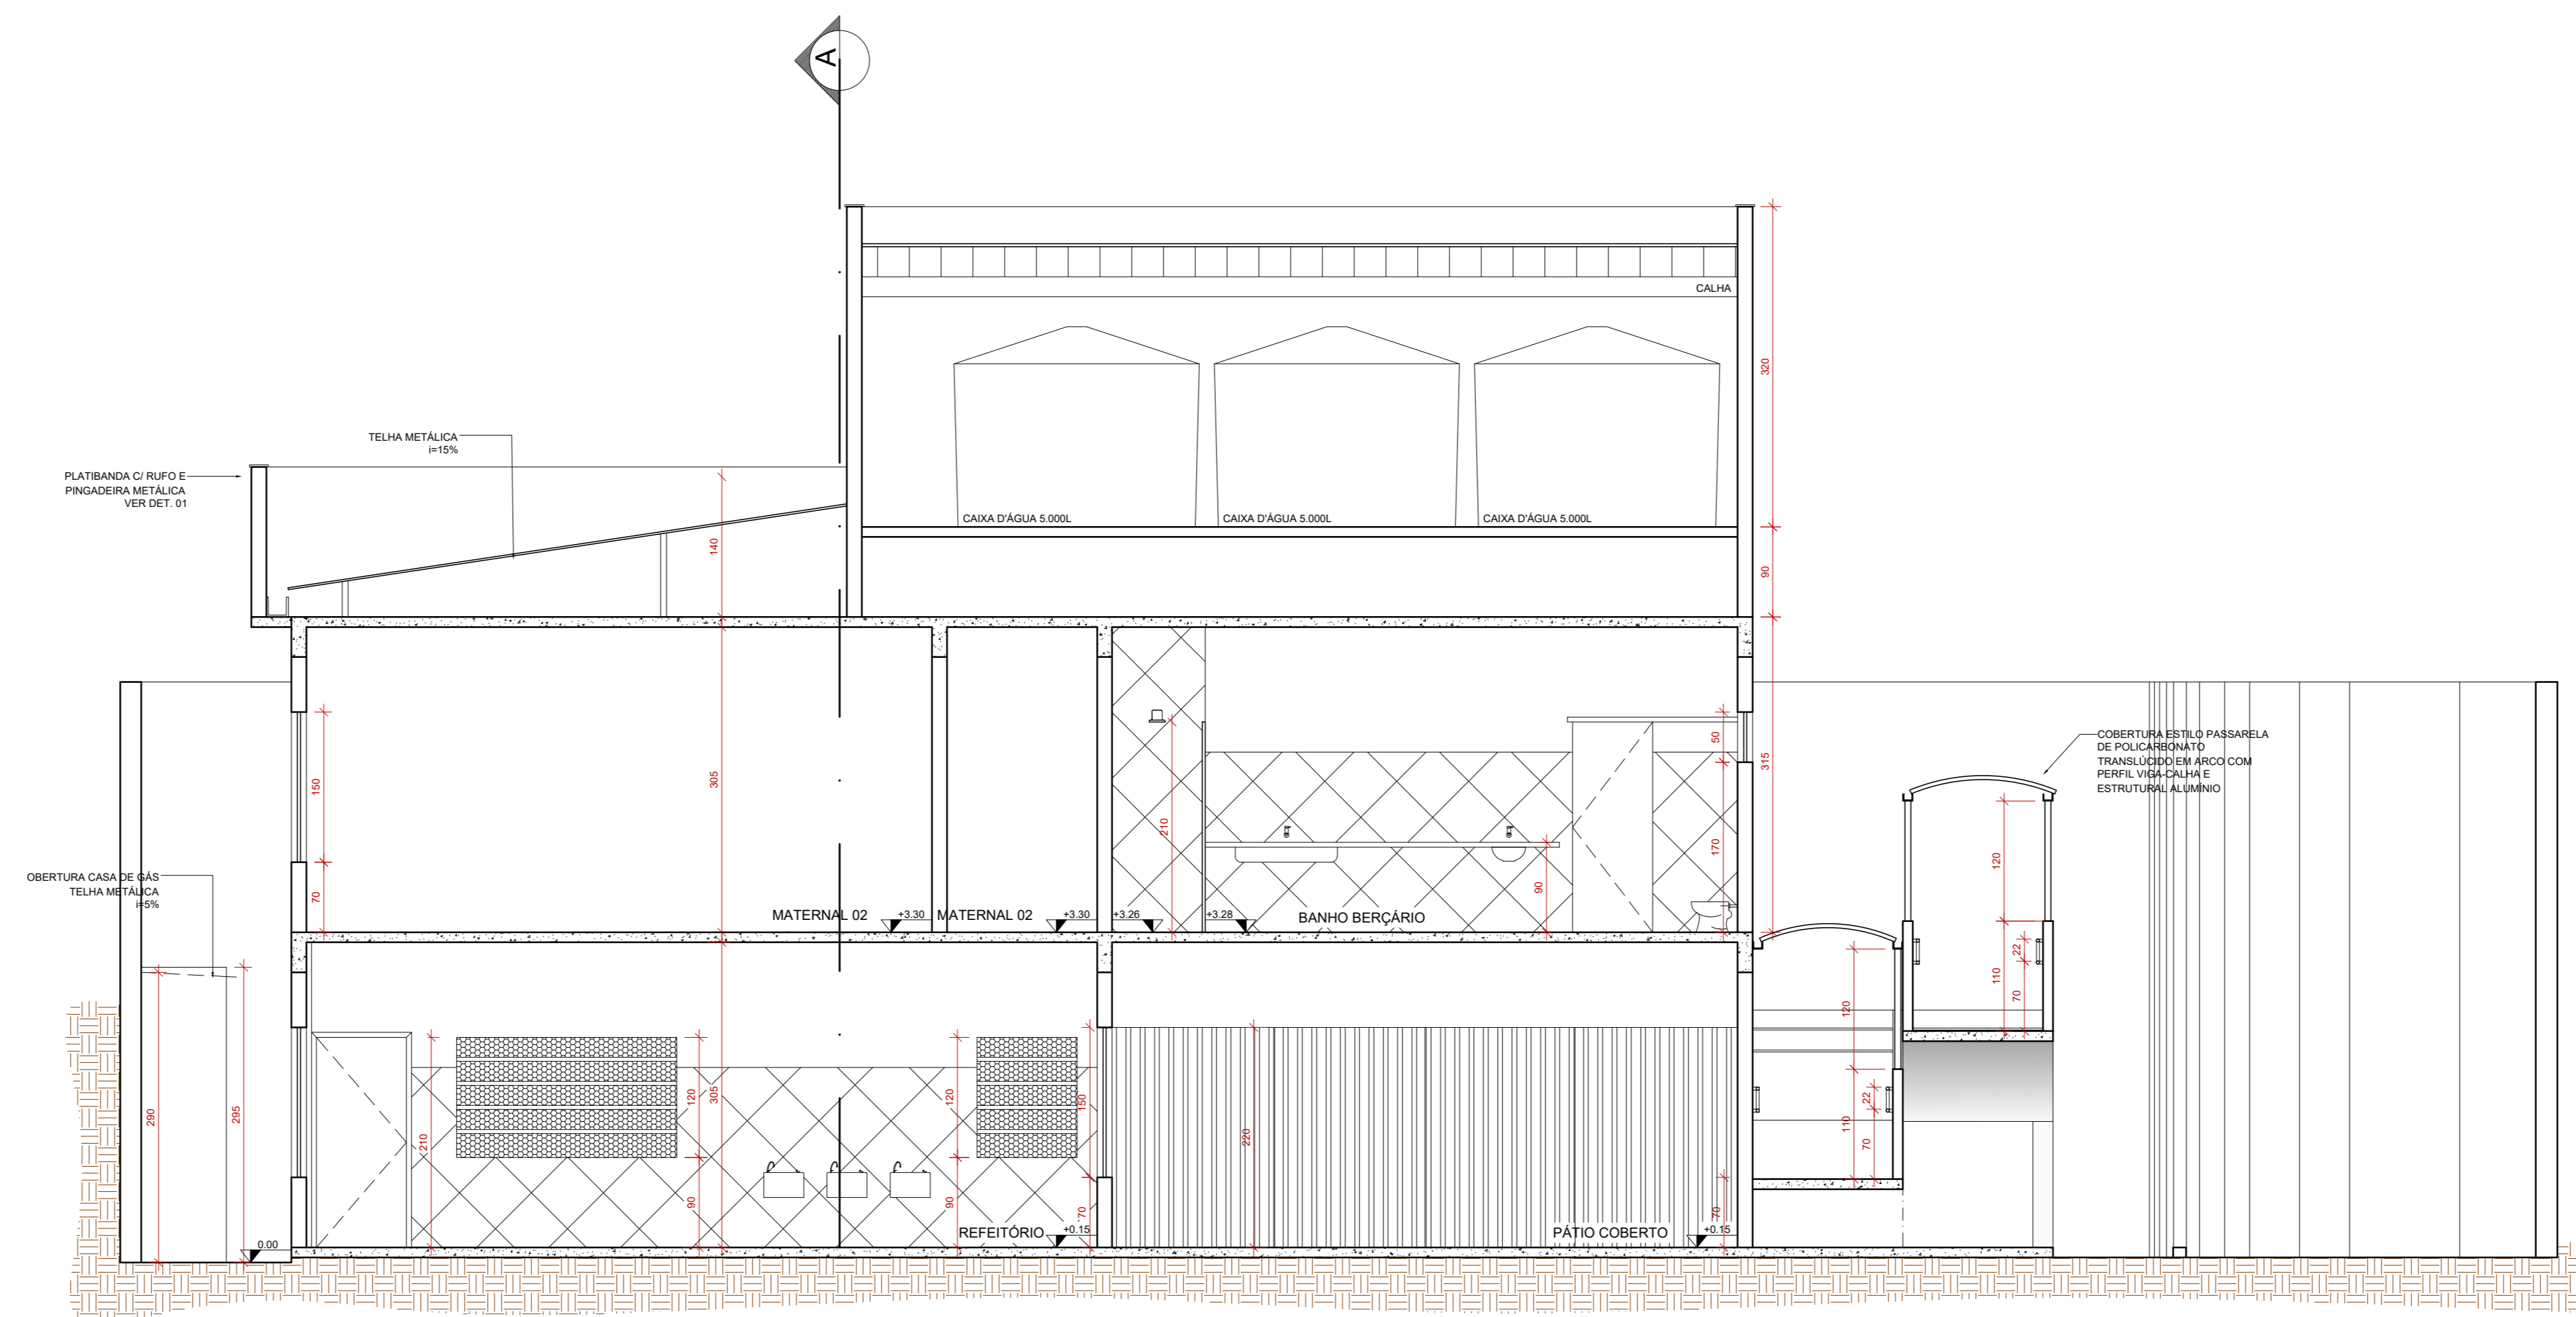 A
CALHA
320
TELHA METÁLICA
i=15%
PLATIBANDA C/ RUFO E
PINGADEIRA METÁLICA
VER DET. 01
CAIXA D'ÁGUA 5.000L
CAIXA D'ÁGUA 5.000L
CAIXA D'ÁGUA 5.000L
140
90
COBERTURA ESTILO PASSARELA
DE POLICARBONATO
TRANSLÚCIDO EM ARCO COM
PERFIL VIGA-CALHA E
ESTRUTURAL ALUMÍNIO
150
305
50
315
210
170
120
OBERTURA CASA DE GÁS
TELHA METÁLICA
i=5%
70
90
MATERNAL 02
+3.30
MATERNAL 02
+3.30
+3.26
+3.28
BANHO BERÇÁRIO
22
110
70
120
290
295
210
120
305
120
150
220
22
110
70
90
90
70
70
REFEITÓRIO
+0.15
PÁTIO COBERTO
+0.15
0.00